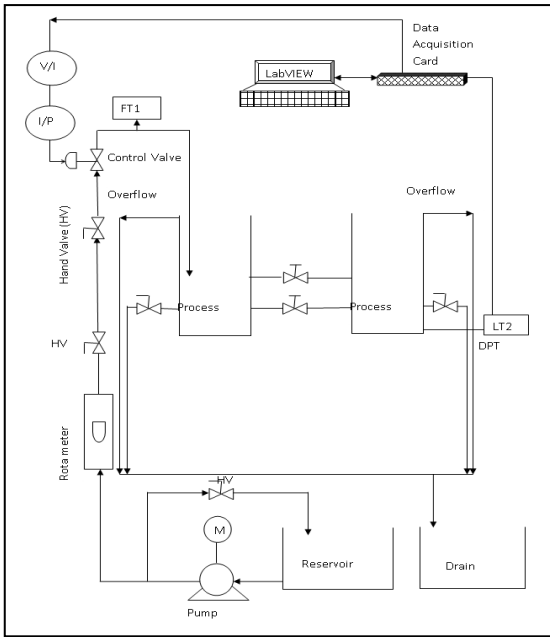 Data
Acquisition
Card
V/I
LabVIEW
FT1
I/P
Control Valve
Overflow
Overflow
Hand Valve (HV)
Process
Process
LT2
DPT
HV
Rota meter
HV
M
Reservoir
Drain
Pump